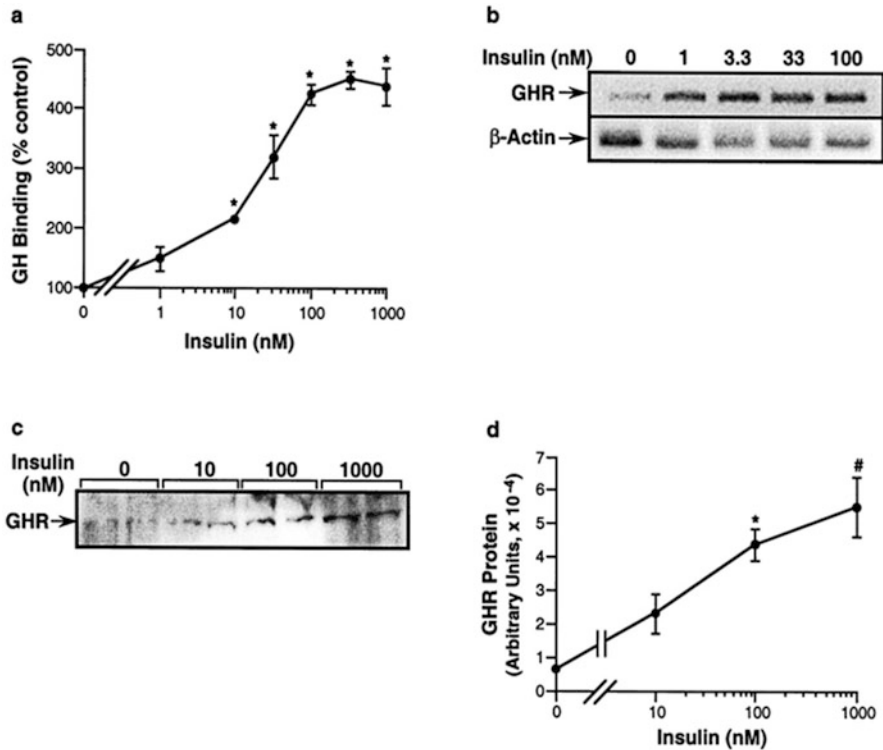 a
GH Binding (% control)
500
400
300
200
100
0 1 10 100 1000
* * * * *
Insulin (nM)
b
Insulin (nM) 0 1 3.3 33 100
GHR
β-Actin
c
Insulin
(nM)
0 10 100 1000
GHR
d
GHR Protein
(Arbitrary Units, x 10⁻⁴)
7
6
5
4
3
2
1
0
* #
0 10 100 1000
Insulin (nM)